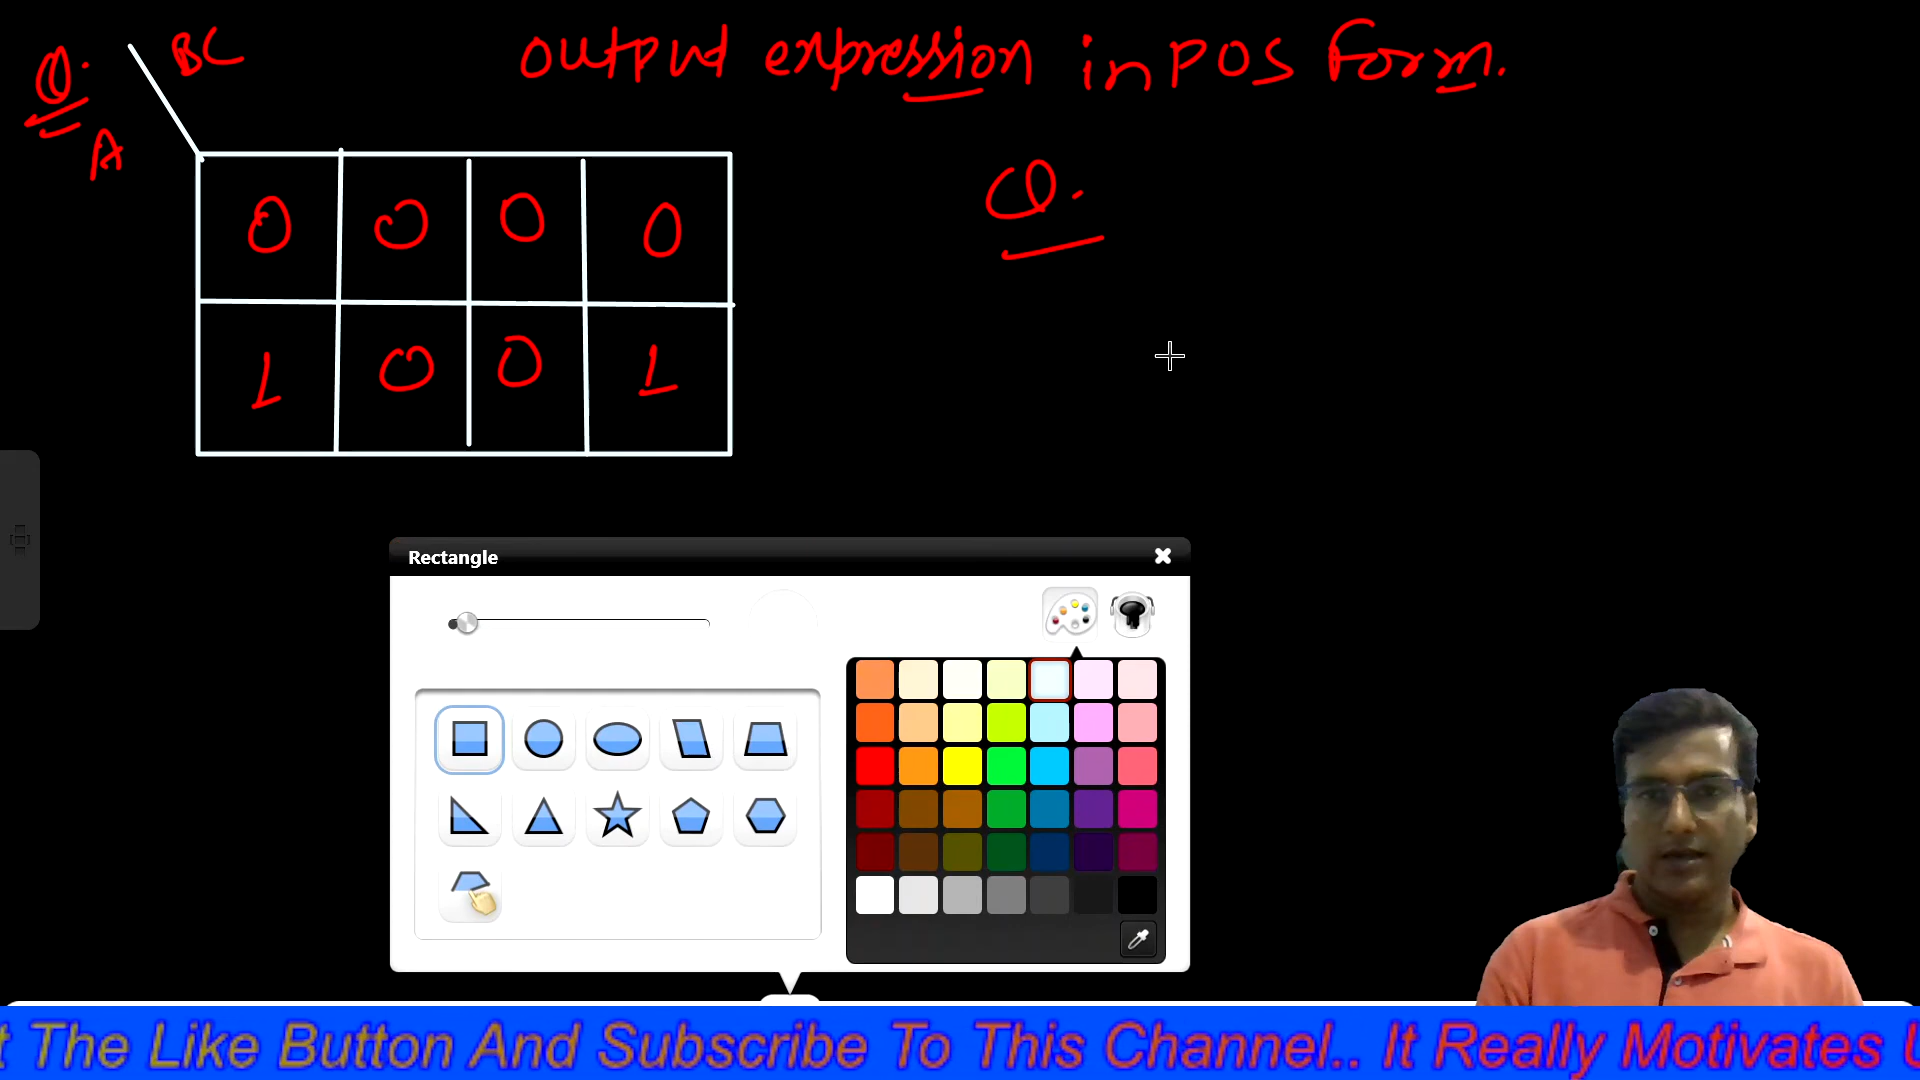 Q. BC output expression in POS form.
A
Q.
0 0 0 0
1 0 0 1
Rectangle
The Like Button And Subscribe To This Channel.. It Really Motivates